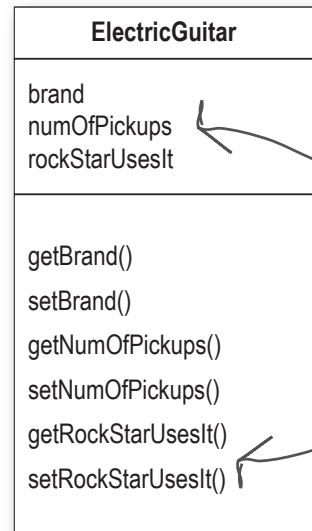 ElectricGuitar
brand
numOfPickups
rockStarUsesIt
getBrand()
setBrand()
getNumOfPickups()
setNumOfPickups()
getRockStarUsesIt()
setRockStarUsesIt()